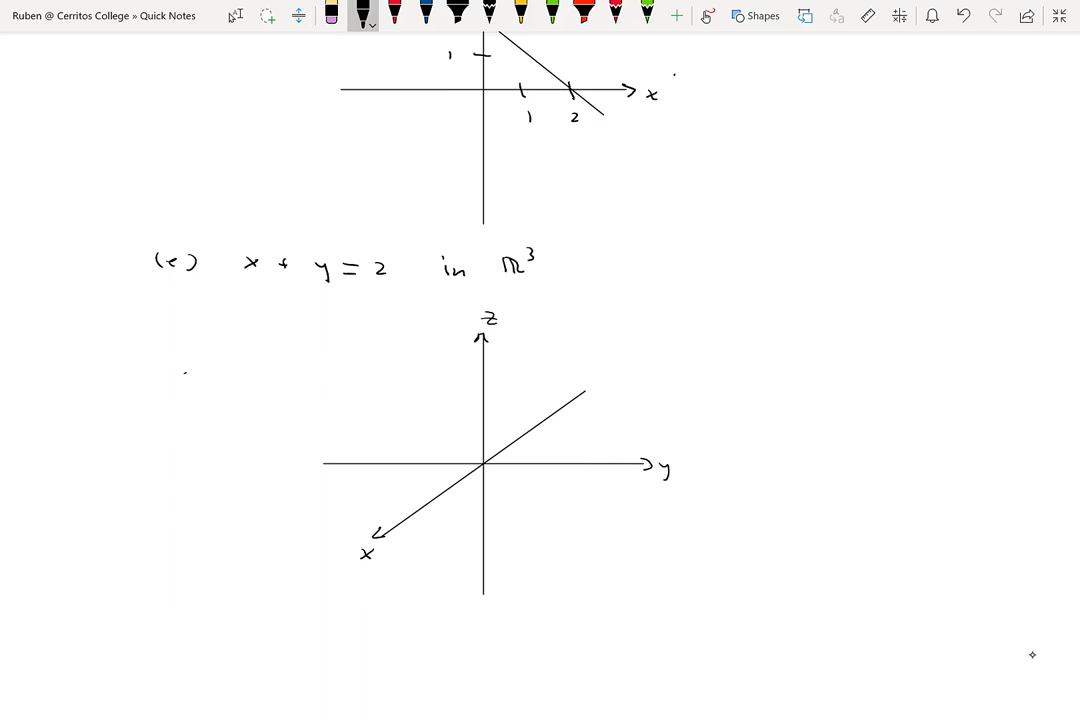 Ruben @ Cerritos College » Quick Notes
Shapes
1
x
1 2
(e) x + y = 2 in ℝ³
z
y
x